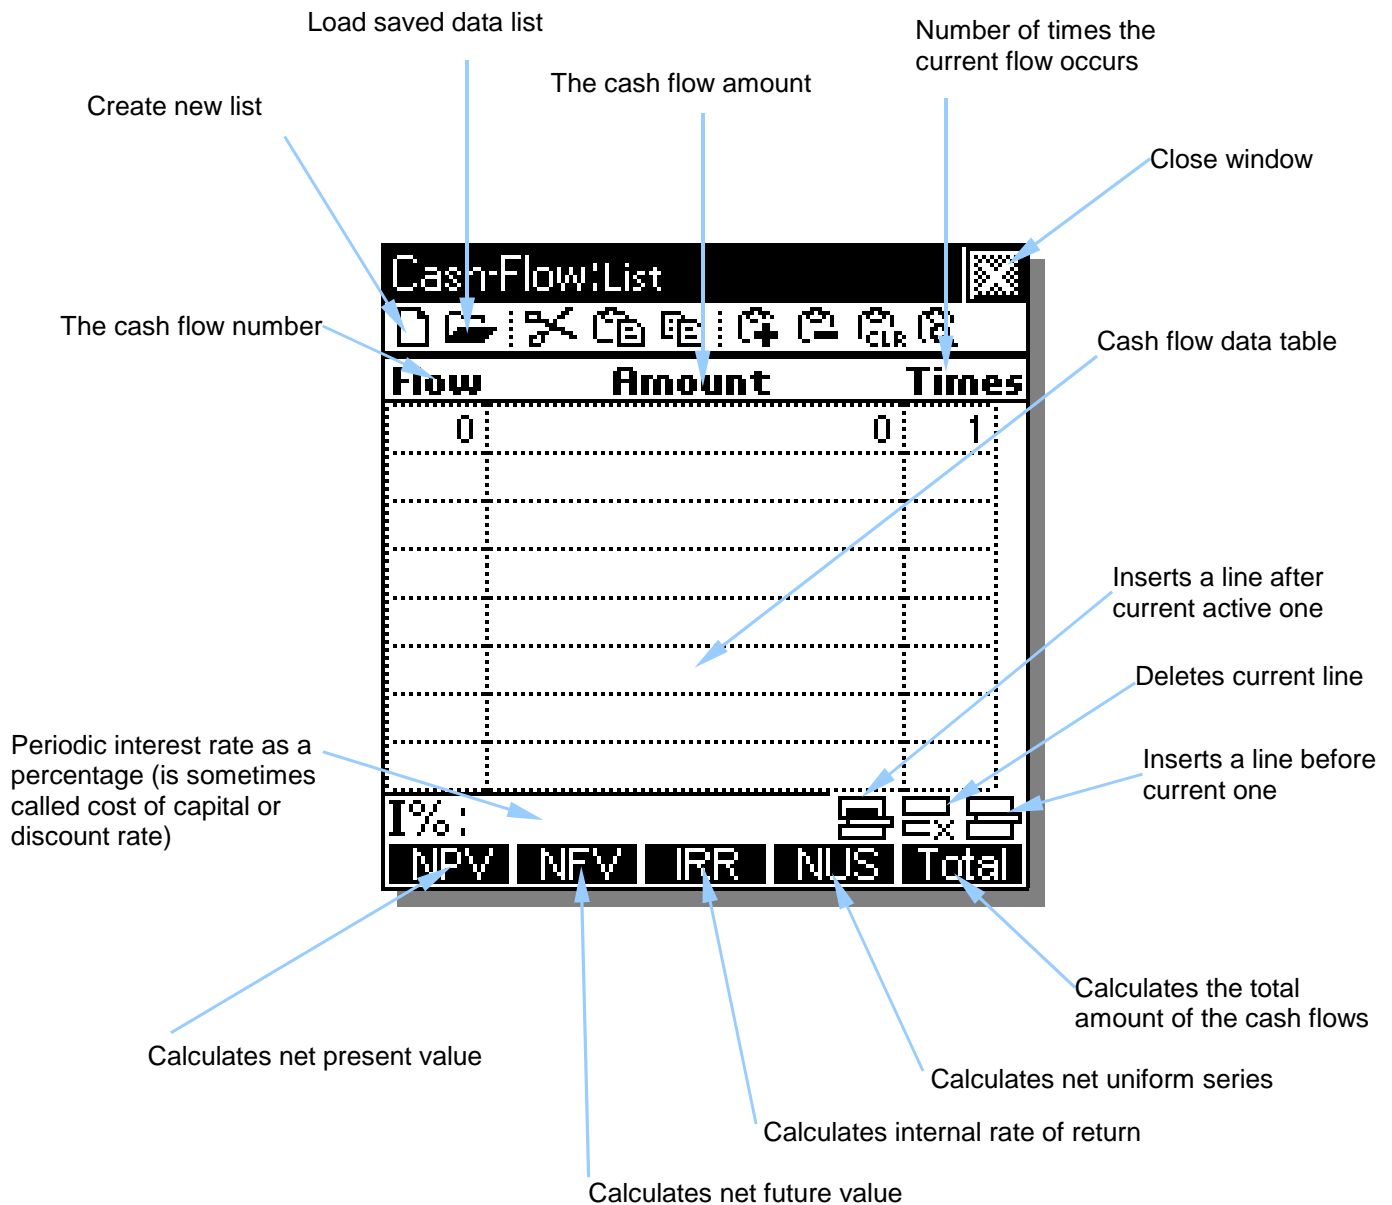 Load saved data list
Number of times the
current flow occurs
The cash flow amount
Create new list
Close window
Cash-Flow:List
The cash flow number
CLR
Cash flow data table
Flow Amount Times
0 0 1
Inserts a line after
current active one
Deletes current line
Periodic interest rate as a
percentage (is sometimes
called cost of capital or
discount rate)
Inserts a line before
current one
I%:
NPV NFV IRR NUS Total
Calculates the total
amount of the cash flows
Calculates net present value
Calculates net uniform series
Calculates internal rate of return
Calculates net future value